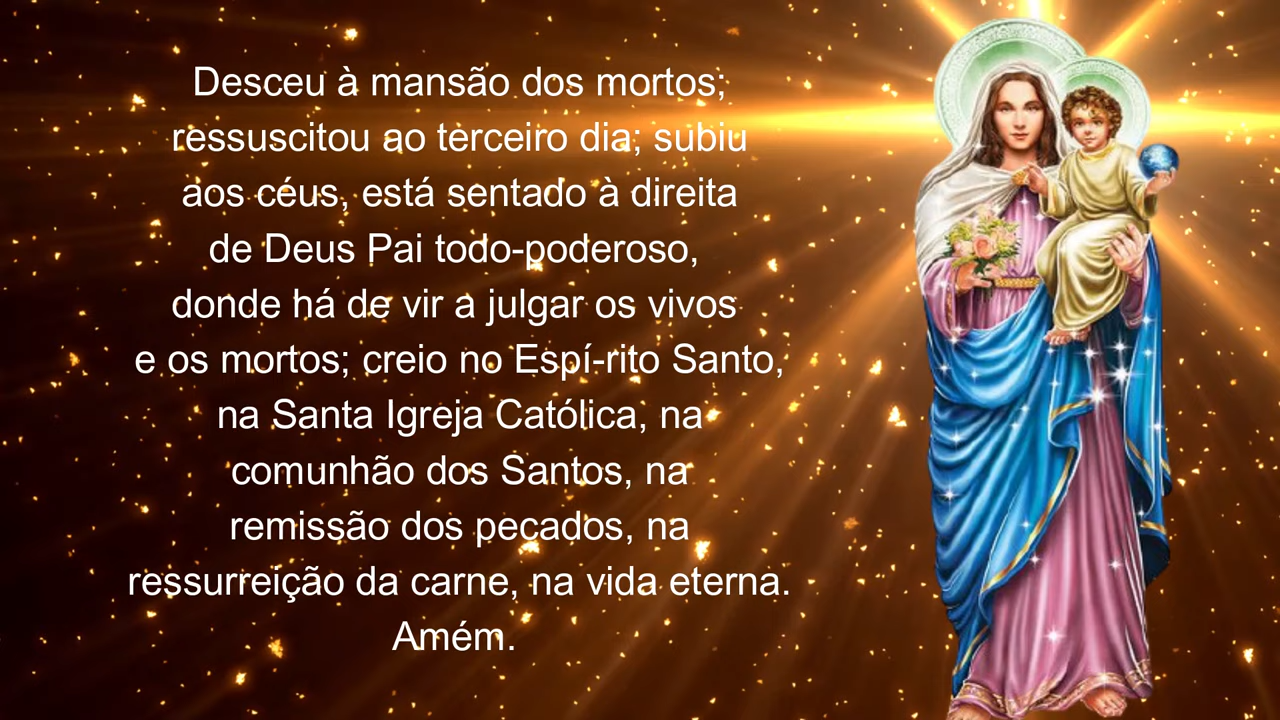 Desceu à mansão dos mortos;
ressuscitou ao terceiro dia; subiu
aos céus, está sentado à direita
de Deus Pai todo-poderoso,
donde há de vir a julgar os vivos
e os mortos; creio no Espí-rito Santo,
na Santa Igreja Católica, na
comunhão dos Santos, na
remissão dos pecados, na
ressurreição da carne, na vida eterna.
Amém.